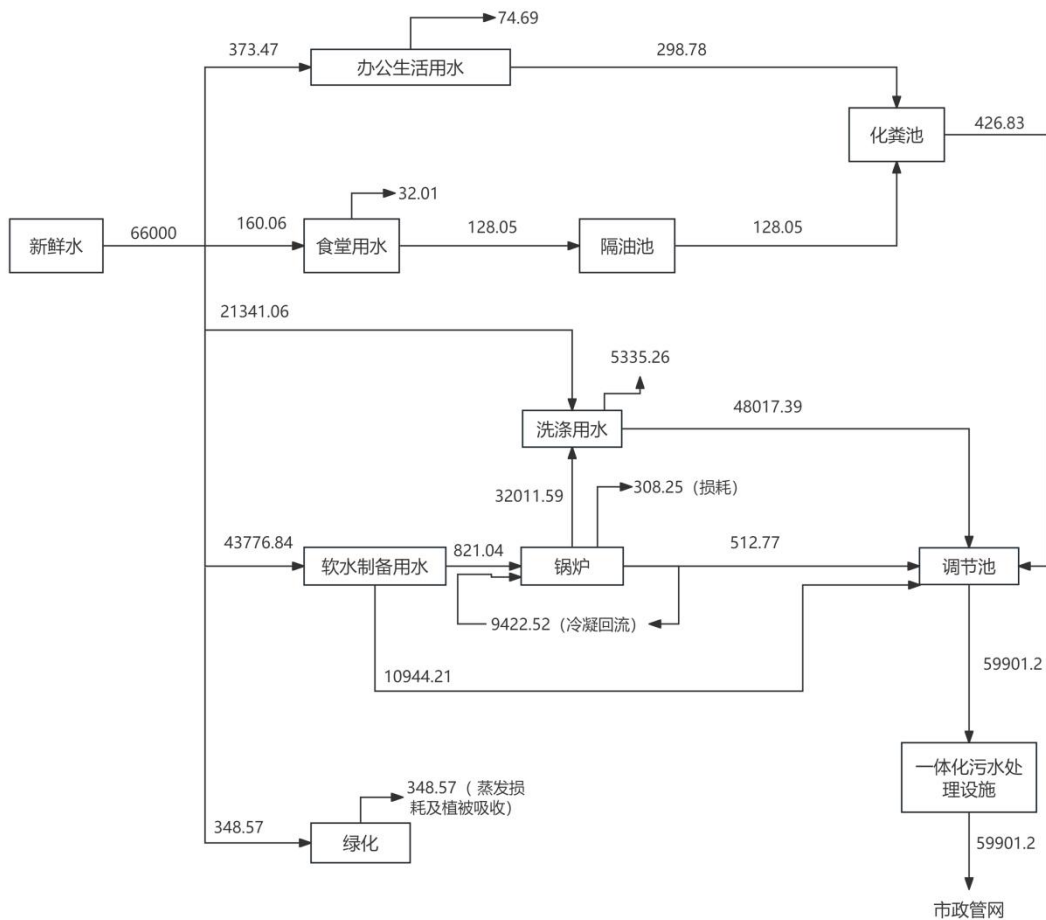 74.69
373.47
办公生活用水
298.78
化粪池
426.83
32.01
新鲜水
66000
160.06
食堂用水
128.05
隔油池
128.05
21341.06
5335.26
洗涤用水
48017.39
32011.59
308.25（损耗）
43776.84
软水制备用水
821.04
锅炉
512.77
调节池
9422.52（冷凝回流）
10944.21
59901.2
一体化污水处
理设施
348.57（ 蒸发损
耗及植被吸收）
348.57
绿化
59901.2
市政管网